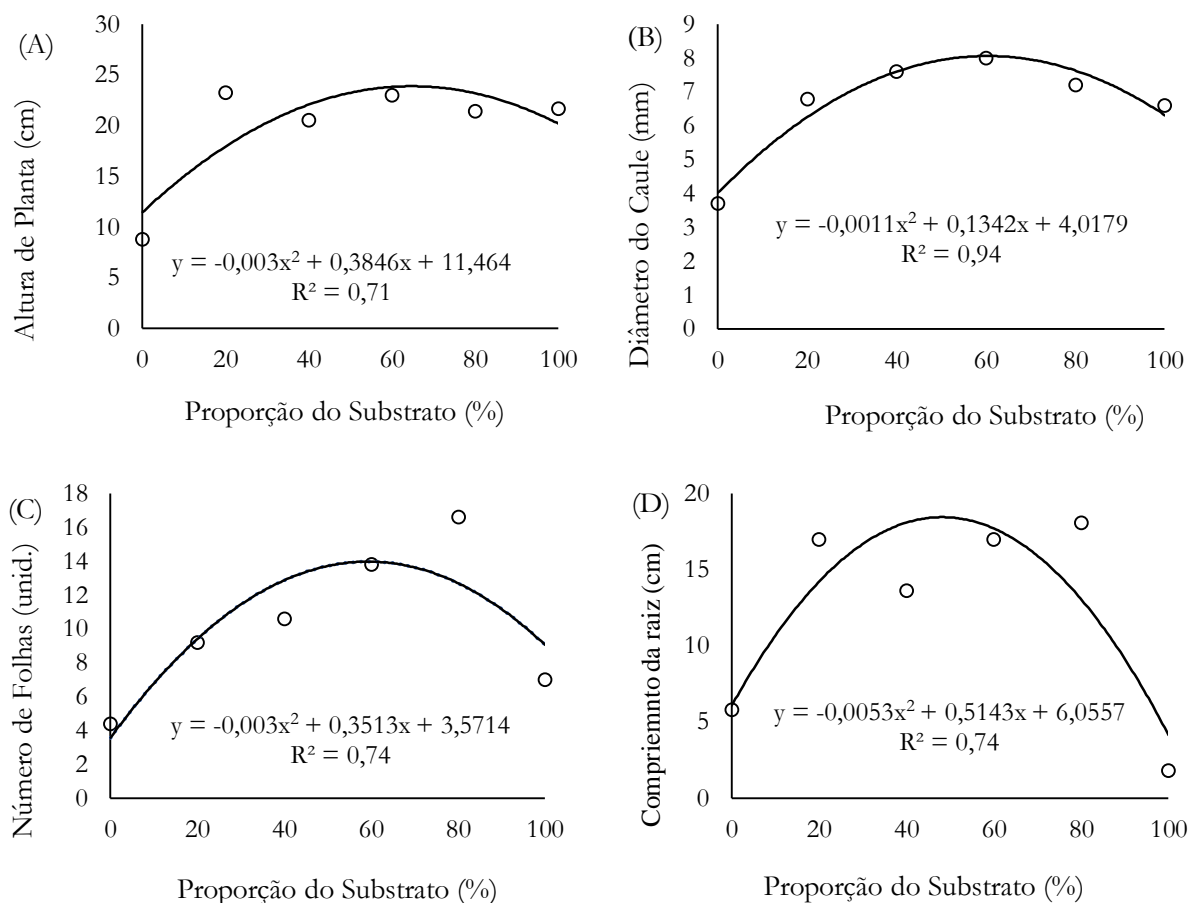 (A)
Altura de Planta (cm)
30
25
20
15
10
5
0
y = -0,003x² + 0,3846x + 11,464
R² = 0,71
0 20 40 60 80 100
Proporção do Substrato (%)
(B)
Diâmetro do Caule (mm)
9
8
7
6
5
4
3
2
1
0
y = -0,0011x² + 0,1342x + 4,0179
R² = 0,94
0 20 40 60 80 100
Proporção do Substrato (%)
(C)
Número de Folhas (unid.)
18
16
14
12
10
8
6
4
2
0
y = -0,003x² + 0,3513x + 3,5714
R² = 0,74
0 20 40 60 80 100
Proporção do Substrato (%)
(D)
Compriemnto da raiz (cm)
20
15
10
5
0
y = -0,0053x² + 0,5143x + 6,0557
R² = 0,74
0 20 40 60 80 100
Proporção do Substrato (%)